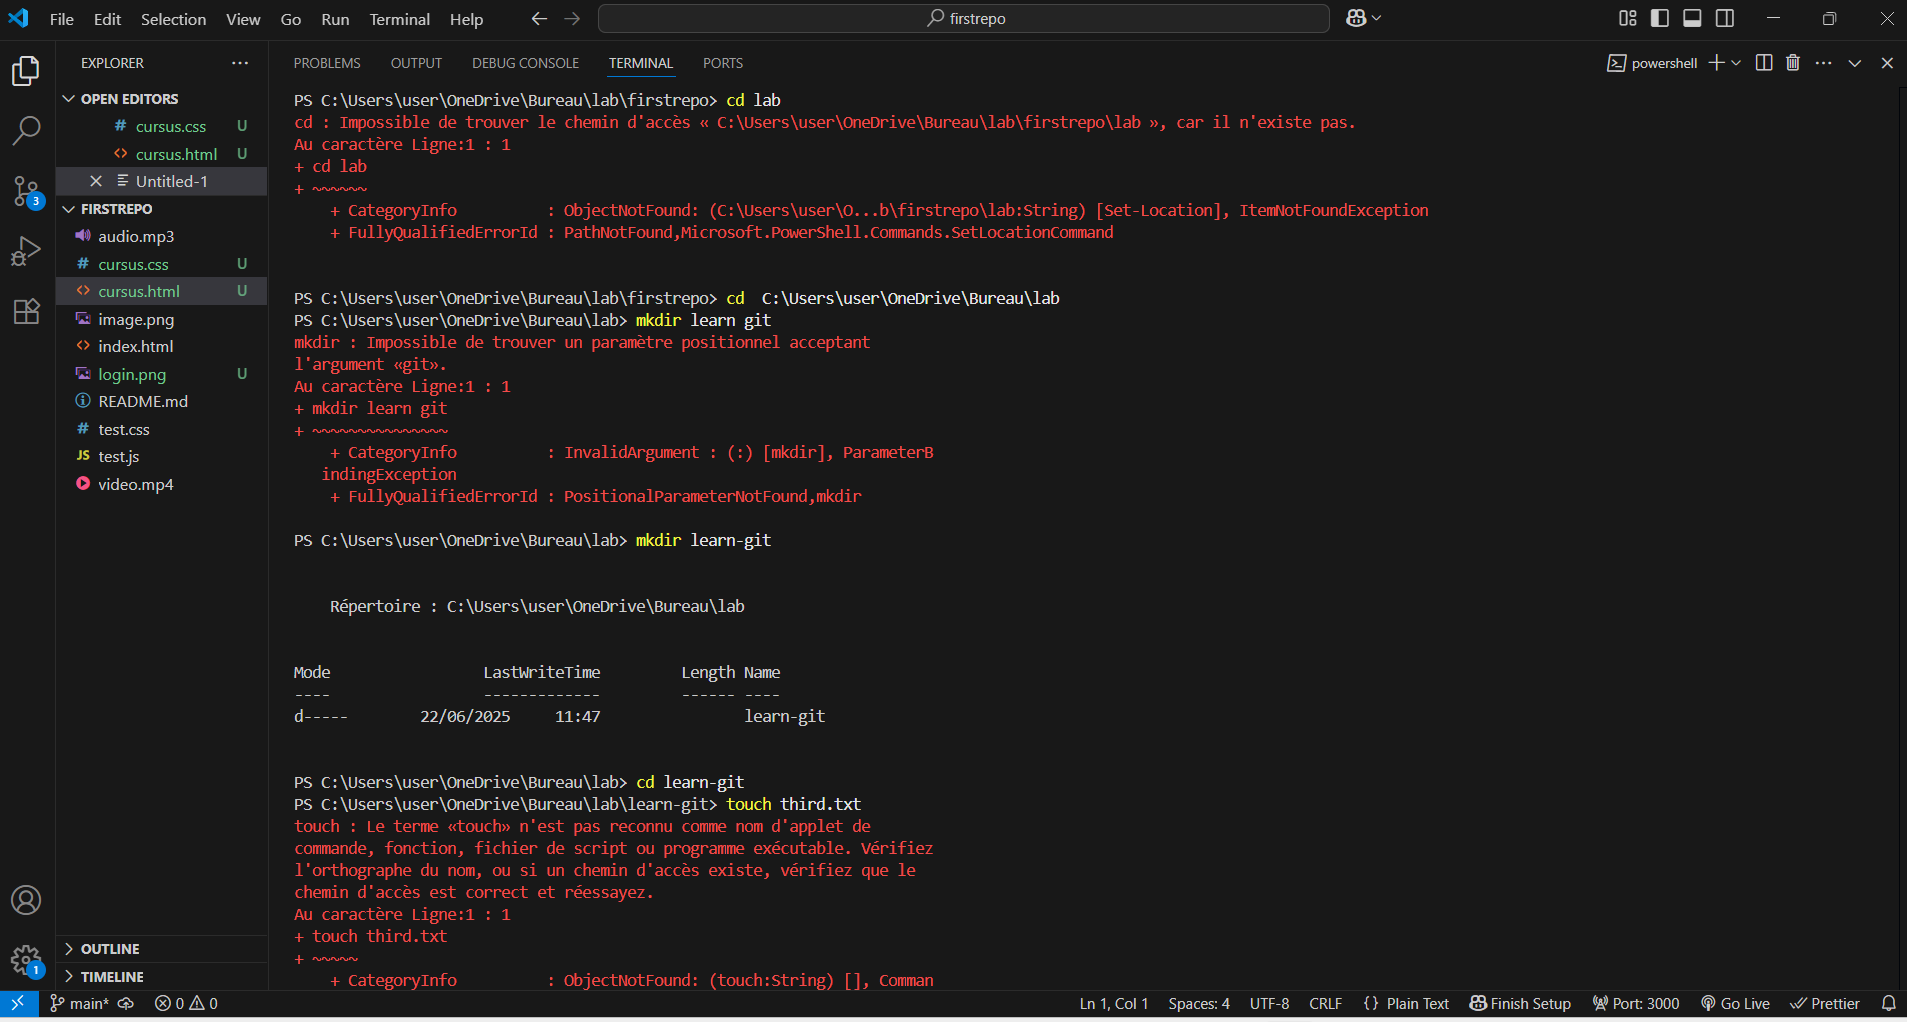 File Edit Selection View Go Run Terminal Help
firstrepo
EXPLORER
OPEN EDITORS
# cursus.css U
<> cursus.html U
Untitled-1
FIRSTREPO
audio.mp3
# cursus.css U
<> cursus.html U
image.png
<> index.html
login.png U
README.md
# test.css
JS test.js
video.mp4
OUTLINE
TIMELINE
3
1
PROBLEMS OUTPUT DEBUG CONSOLE TERMINAL PORTS
powershell
PS C:\Users\user\OneDrive\Bureau\lab\firstrepo> cd lab
cd : Impossible de trouver le chemin d'accès « C:\Users\user\OneDrive\Bureau\lab\firstrepo\lab », car il n'existe pas.
Au caractère Ligne:1 : 1
+ cd lab
+ ~~~~~~
    + CategoryInfo          : ObjectNotFound: (C:\Users\user\O...b\firstrepo\lab:String) [Set-Location], ItemNotFoundException
    + FullyQualifiedErrorId : PathNotFound,Microsoft.PowerShell.Commands.SetLocationCommand
PS C:\Users\user\OneDrive\Bureau\lab\firstrepo> cd  C:\Users\user\OneDrive\Bureau\lab
PS C:\Users\user\OneDrive\Bureau\lab> mkdir learn git
mkdir : Impossible de trouver un paramètre positionnel acceptant
l'argument «git».
Au caractère Ligne:1 : 1
+ mkdir learn git
+ ~~~~~~~~~~~~~~~
    + CategoryInfo          : InvalidArgument : (:) [mkdir], ParameterB
   indingException
    + FullyQualifiedErrorId : PositionalParameterNotFound,mkdir
PS C:\Users\user\OneDrive\Bureau\lab> mkdir learn-git
    Répertoire : C:\Users\user\OneDrive\Bureau\lab
Mode                 LastWriteTime         Length Name
----                 -------------         ------ ----
d-----        22/06/2025     11:47                learn-git
PS C:\Users\user\OneDrive\Bureau\lab> cd learn-git
PS C:\Users\user\OneDrive\Bureau\lab\learn-git> touch third.txt
touch : Le terme «touch» n'est pas reconnu comme nom d'applet de
commande, fonction, fichier de script ou programme exécutable. Vérifiez
l'orthographe du nom, ou si un chemin d'accès existe, vérifiez que le
chemin d'accès est correct et réessayez.
Au caractère Ligne:1 : 1
+ touch third.txt
+ ~~~~~
    + CategoryInfo          : ObjectNotFound: (touch:String) [], Comman
main* 0 0 Ln 1, Col 1 Spaces: 4 UTF-8 CRLF {} Plain Text Finish Setup Port: 3000 Go Live Prettier